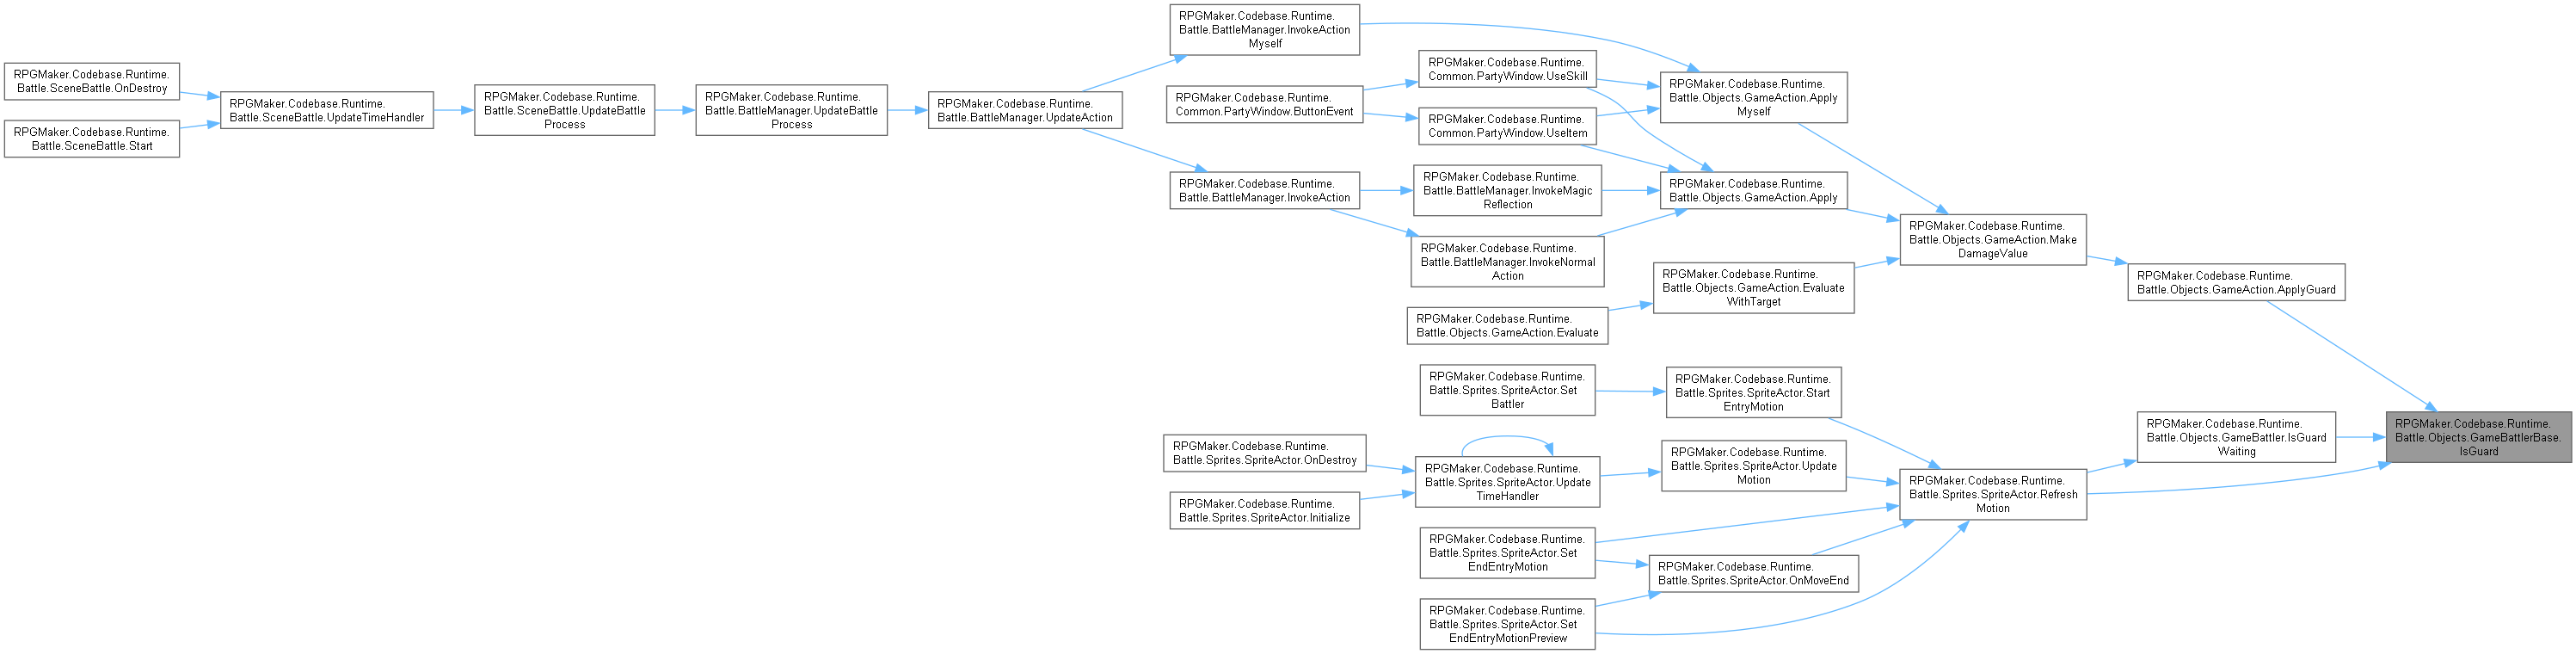 RPGMaker.Codebase.Runtime.
Battle.SceneBattle.OnDestroy
RPGMaker.Codebase.Runtime.
Battle.SceneBattle.Start
RPGMaker.Codebase.Runtime.
Battle.SceneBattle.UpdateTimeHandler
RPGMaker.Codebase.Runtime.
Battle.SceneBattle.UpdateBattle
Process
RPGMaker.Codebase.Runtime.
Battle.BattleManager.UpdateBattle
Process
RPGMaker.Codebase.Runtime.
Battle.BattleManager.UpdateAction
RPGMaker.Codebase.Runtime.
Battle.BattleManager.InvokeAction
Myself
RPGMaker.Codebase.Runtime.
Common.PartyWindow.ButtonEvent
RPGMaker.Codebase.Runtime.
Battle.BattleManager.InvokeAction
RPGMaker.Codebase.Runtime.
Common.PartyWindow.UseSkill
RPGMaker.Codebase.Runtime.
Common.PartyWindow.UseItem
RPGMaker.Codebase.Runtime.
Battle.BattleManager.InvokeMagic
Reflection
RPGMaker.Codebase.Runtime.
Battle.BattleManager.InvokeNormal
Action
RPGMaker.Codebase.Runtime.
Battle.Objects.GameAction.Evaluate
RPGMaker.Codebase.Runtime.
Battle.Objects.GameAction.Apply
Myself
RPGMaker.Codebase.Runtime.
Battle.Objects.GameAction.Apply
RPGMaker.Codebase.Runtime.
Battle.Objects.GameAction.Evaluate
WithTarget
RPGMaker.Codebase.Runtime.
Battle.Objects.GameAction.Make
DamageValue
RPGMaker.Codebase.Runtime.
Battle.Objects.GameAction.ApplyGuard
RPGMaker.Codebase.Runtime.
Battle.Sprites.SpriteActor.Set
Battler
RPGMaker.Codebase.Runtime.
Battle.Sprites.SpriteActor.Start
EntryMotion
RPGMaker.Codebase.Runtime.
Battle.Sprites.SpriteActor.OnDestroy
RPGMaker.Codebase.Runtime.
Battle.Sprites.SpriteActor.Initialize
RPGMaker.Codebase.Runtime.
Battle.Sprites.SpriteActor.Update
TimeHandler
RPGMaker.Codebase.Runtime.
Battle.Sprites.SpriteActor.Update
Motion
RPGMaker.Codebase.Runtime.
Battle.Sprites.SpriteActor.Set
EndEntryMotion
RPGMaker.Codebase.Runtime.
Battle.Sprites.SpriteActor.OnMoveEnd
RPGMaker.Codebase.Runtime.
Battle.Sprites.SpriteActor.Set
EndEntryMotionPreview
RPGMaker.Codebase.Runtime.
Battle.Sprites.SpriteActor.Refresh
Motion
RPGMaker.Codebase.Runtime.
Battle.Objects.GameBattler.IsGuard
Waiting
RPGMaker.Codebase.Runtime.
Battle.Objects.GameBattlerBase.
IsGuard